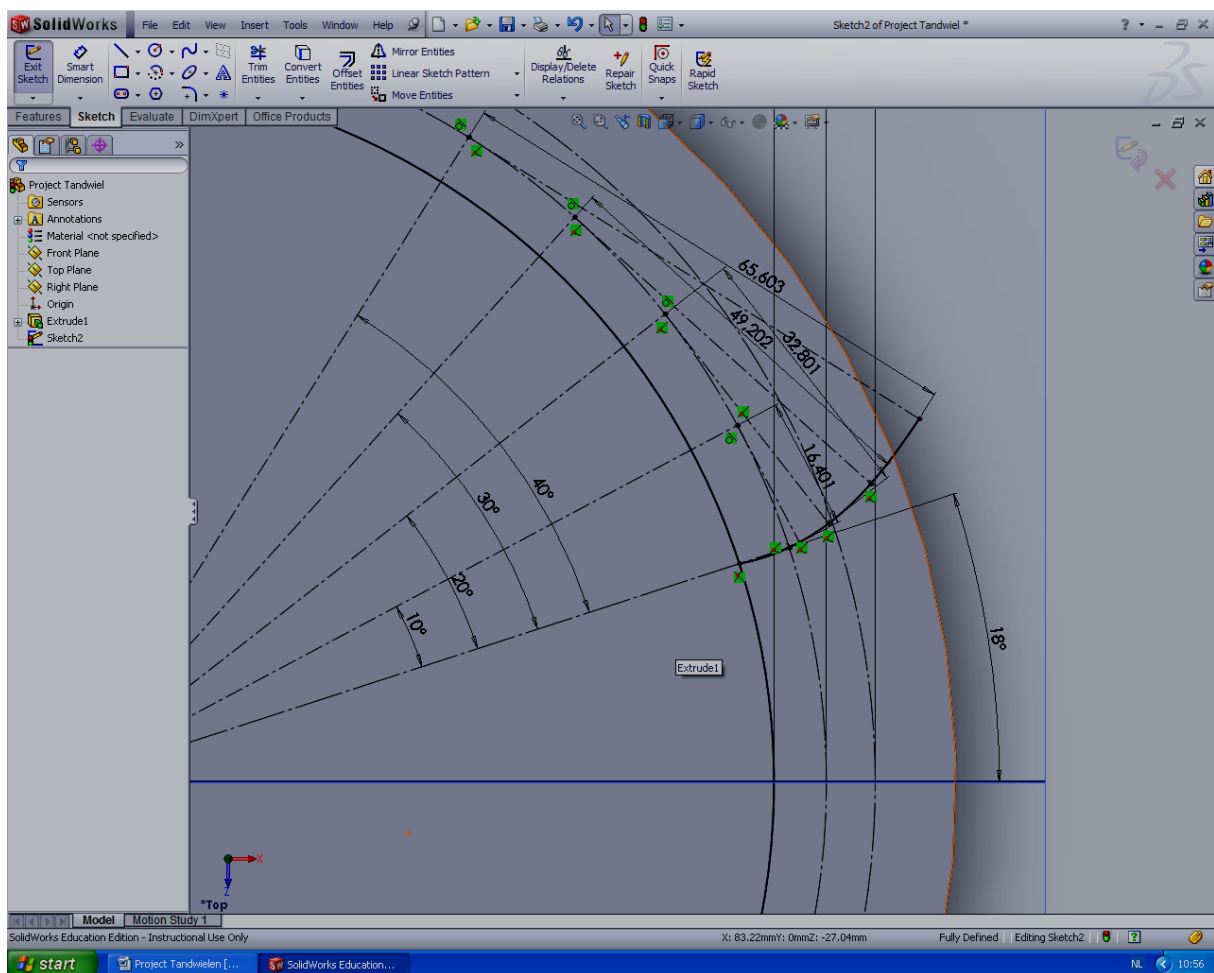 SolidWorks File Edit View Insert Tools Window Help Sketch2 of Project Tandwiel *
Exit Sketch
Smart Dimension
Trim Entities
Convert Entities
Offset Entities
Mirror Entities
Linear Sketch Pattern
Move Entities
Display/Delete Relations
Repair Sketch
Quick Snaps
Rapid Sketch
Features Sketch Evaluate DimXpert Office Products
Project Tandwiel
Sensors
Annotations
Material <not specified>
Front Plane
Top Plane
Right Plane
Origin
Extrude1
Sketch2
65,603
49,202
32,801
16,401
40°
30°
20°
10°
18°
Extrude1
X
Z
*Top
Model Motion Study 1
SolidWorks Education Edition - Instructional Use Only X: 83.22mmY: 0mmZ: -27.04mm Fully Defined Editing Sketch2
start Project Tandwielen [... SolidWorks Education... NL 10:56